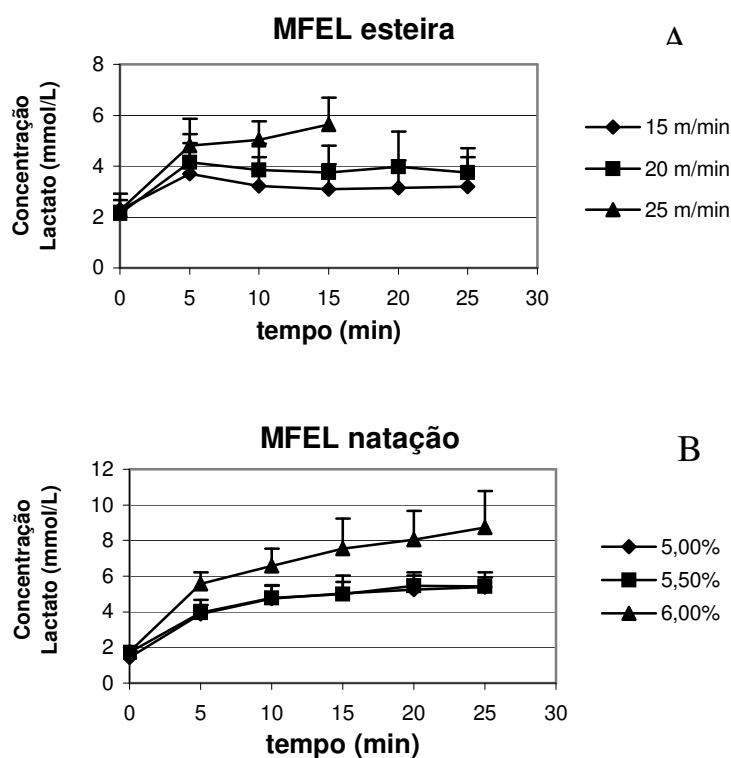 MFEL esteira
A
Concentração
Lactato (mmol/L)
8
6
4
2
0
0 5 10 15 20 25 30
tempo (min)
15 m/min
20 m/min
25 m/min
MFEL natação
B
Concentração
Lactato (mmol/L)
12
10
8
6
4
2
0
0 5 10 15 20 25 30
tempo (min)
5,00%
5,50%
6,00%